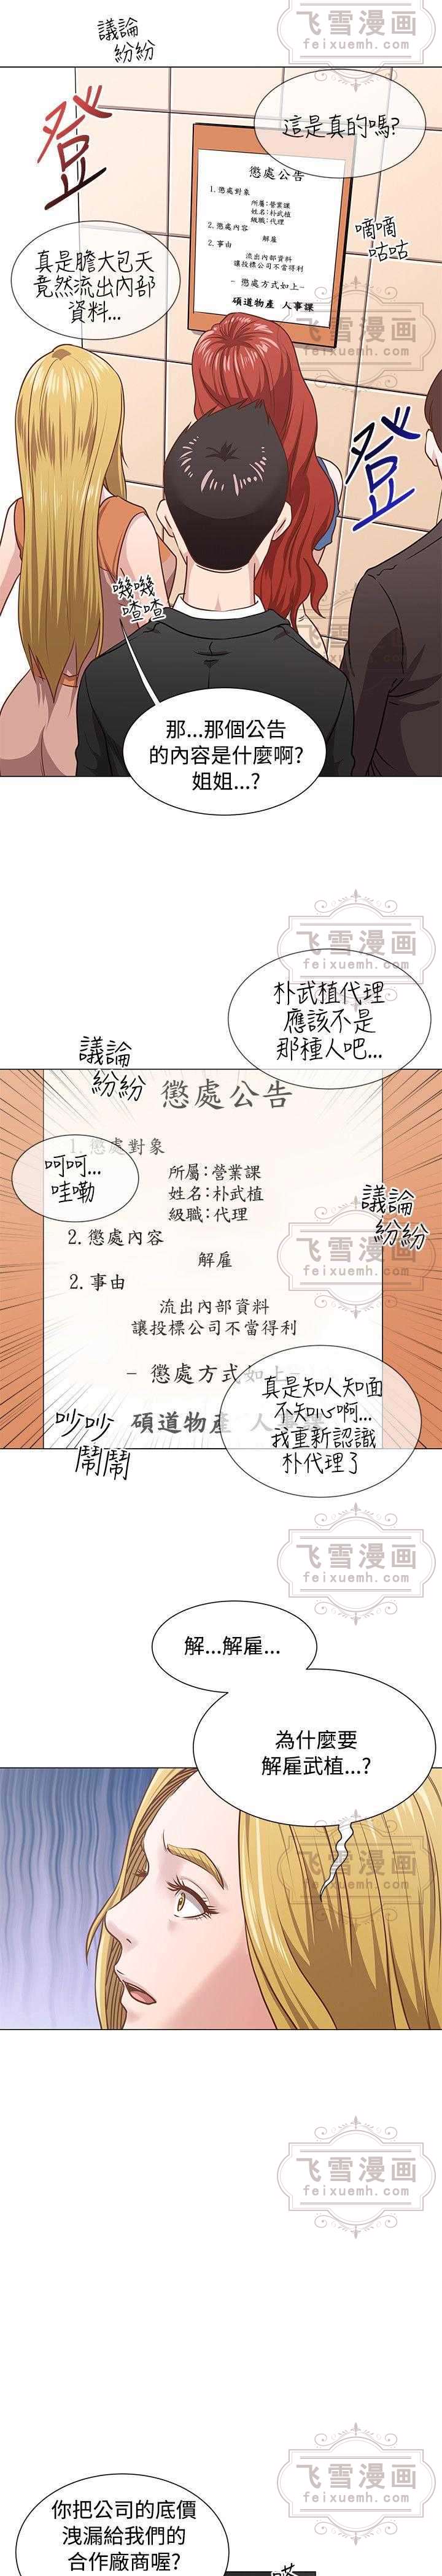 飞雪漫画
feixuemh.com
議論
紛紛
登
這是真的嗎?
懲處公告
1.懲處對象
所屬:營業課
姓名:朴武植
級職:代理
2.懲處內容
解雇
2.事由
流出內部資料
讓投標公司不當得利
- 懲處方式如上-
碩道物產 人事課
嘀嘀
咕咕
真是膽大包天
竟然流出內部
資料...
飞雪漫画
feixuemh.com
登
嘰嘰
喳喳
飞雪漫画
feixuemh.com
那...那個公告
的內容是什麼啊?
姐姐...?
飞雪漫画
feixuemh.com
朴武植代理
應該不是
那種人吧...
議論
紛紛
懲處公告
1.懲處對象
呵呵...
哇嘞
所屬:營業課
姓名:朴武植
級職:代理
議論
紛紛
飞雪漫画
feixuemh.com
2.懲處內容
解雇
2.事由
流出內部資料
讓投標公司不當得利
- 懲處方式如上-
真是知人知面
不知心啊...
我重新認識
朴代理了
碩道物產 人事課
吵吵
鬧鬧
飞雪漫画
feixuemh.com
解...解雇...
為什麼要
解雇武植...?
飞雪漫画
feixuemh.com
飞雪漫画
feixuemh.com
飞雪漫画
feixuemh.com
你把公司的底價
洩漏給我們的
合作廠商喔?